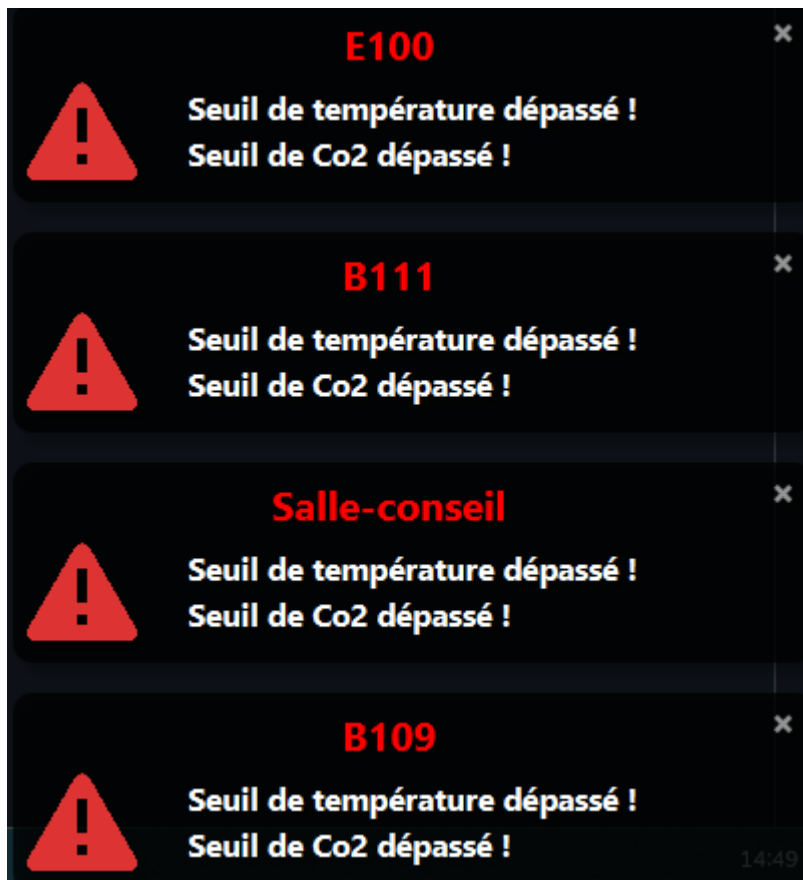 E100
Seuil de température dépassé !
Seuil de Co2 dépassé !
B111
Seuil de température dépassé !
Seuil de Co2 dépassé !
Salle-conseil
Seuil de température dépassé !
Seuil de Co2 dépassé !
B109
Seuil de température dépassé !
Seuil de Co2 dépassé !
14:49